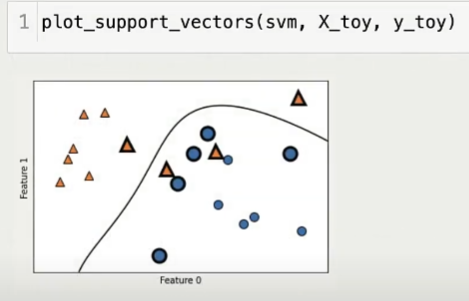 1 plot_support_vectors(svm, X_toy, y_toy)
Feature 1
Feature 0